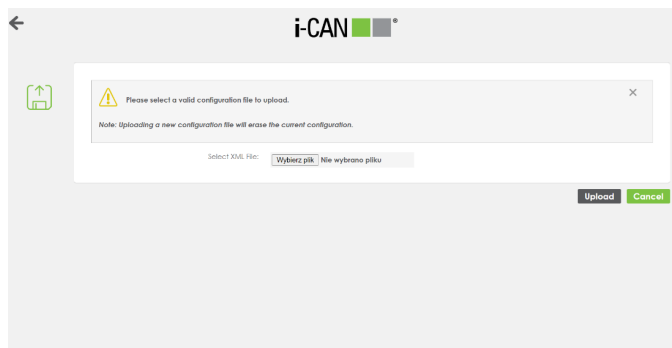 i-CAN®
Please select a valid configuration file to upload.
Note: Uploading a new configuration file will erase the current configuration.
Select XML File: Wybierz plik Nie wybrano pliku
Upload Cancel